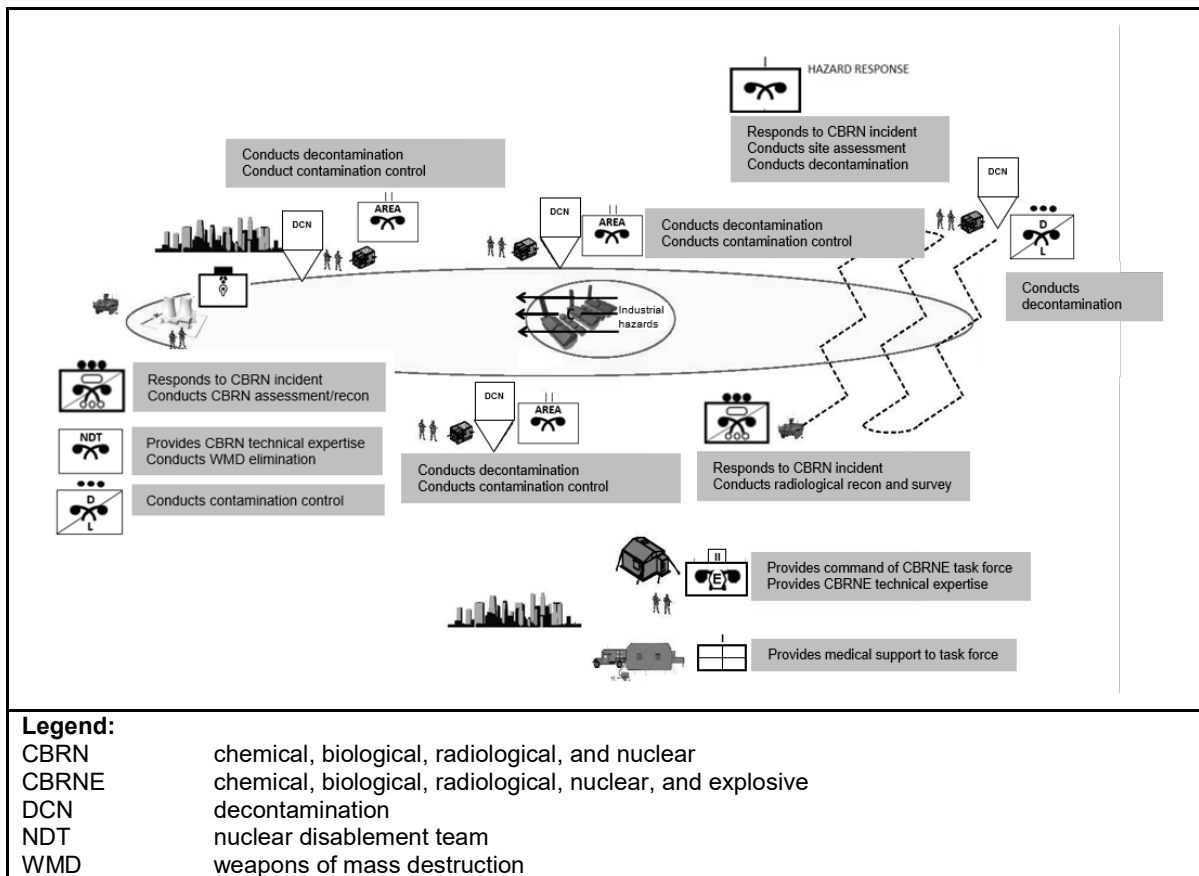 HAZARD RESPONSE
Responds to CBRN incident
Conducts site assessment
Conducts decontamination
Conducts decontamination
Conduct contamination control
AREA
DCN
DCN
AREA
Conducts decontamination
Conducts contamination control
DCN
D
L
Conducts
decontamination
Industrial
hazards
C
Responds to CBRN incident
Conducts CBRN assessment/recon
NDT
Provides CBRN technical expertise
Conducts WMD elimination
D
L
Conducts contamination control
DCN
AREA
Conducts decontamination
Conducts contamination control
Responds to CBRN incident
Conducts radiological recon and survey
II
E
Provides command of CBRNE task force
Provides CBRNE technical expertise
I
Provides medical support to task force
Legend:
CBRN chemical, biological, radiological, and nuclear
CBRNE chemical, biological, radiological, nuclear, and explosive
DCN decontamination
NDT nuclear disablement team
WMD weapons of mass destruction